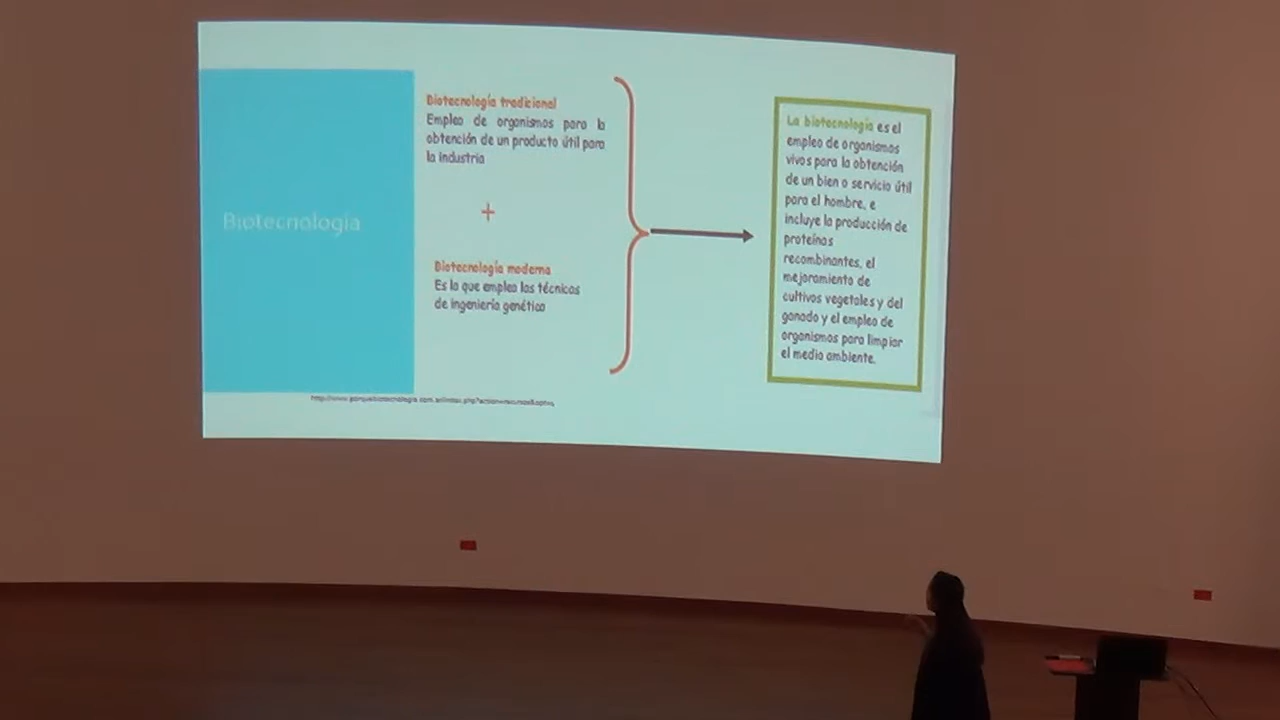 Biotecnología
Biotecnología tradicional
Empleo de organismos para la
obtención de un producto útil para
la industria
+
Biotecnología moderna
Es la que emplea las técnicas
de ingeniería genética
La biotecnología es el
empleo de organismos
vivos para la obtención
de un bien o servicio útil
para el hombre, e
incluye la producción de
proteínas
recombinantes, el
mejoramiento de
cultivos vegetales y del
ganado y el empleo de
organismos para limpiar
el medio ambiente.